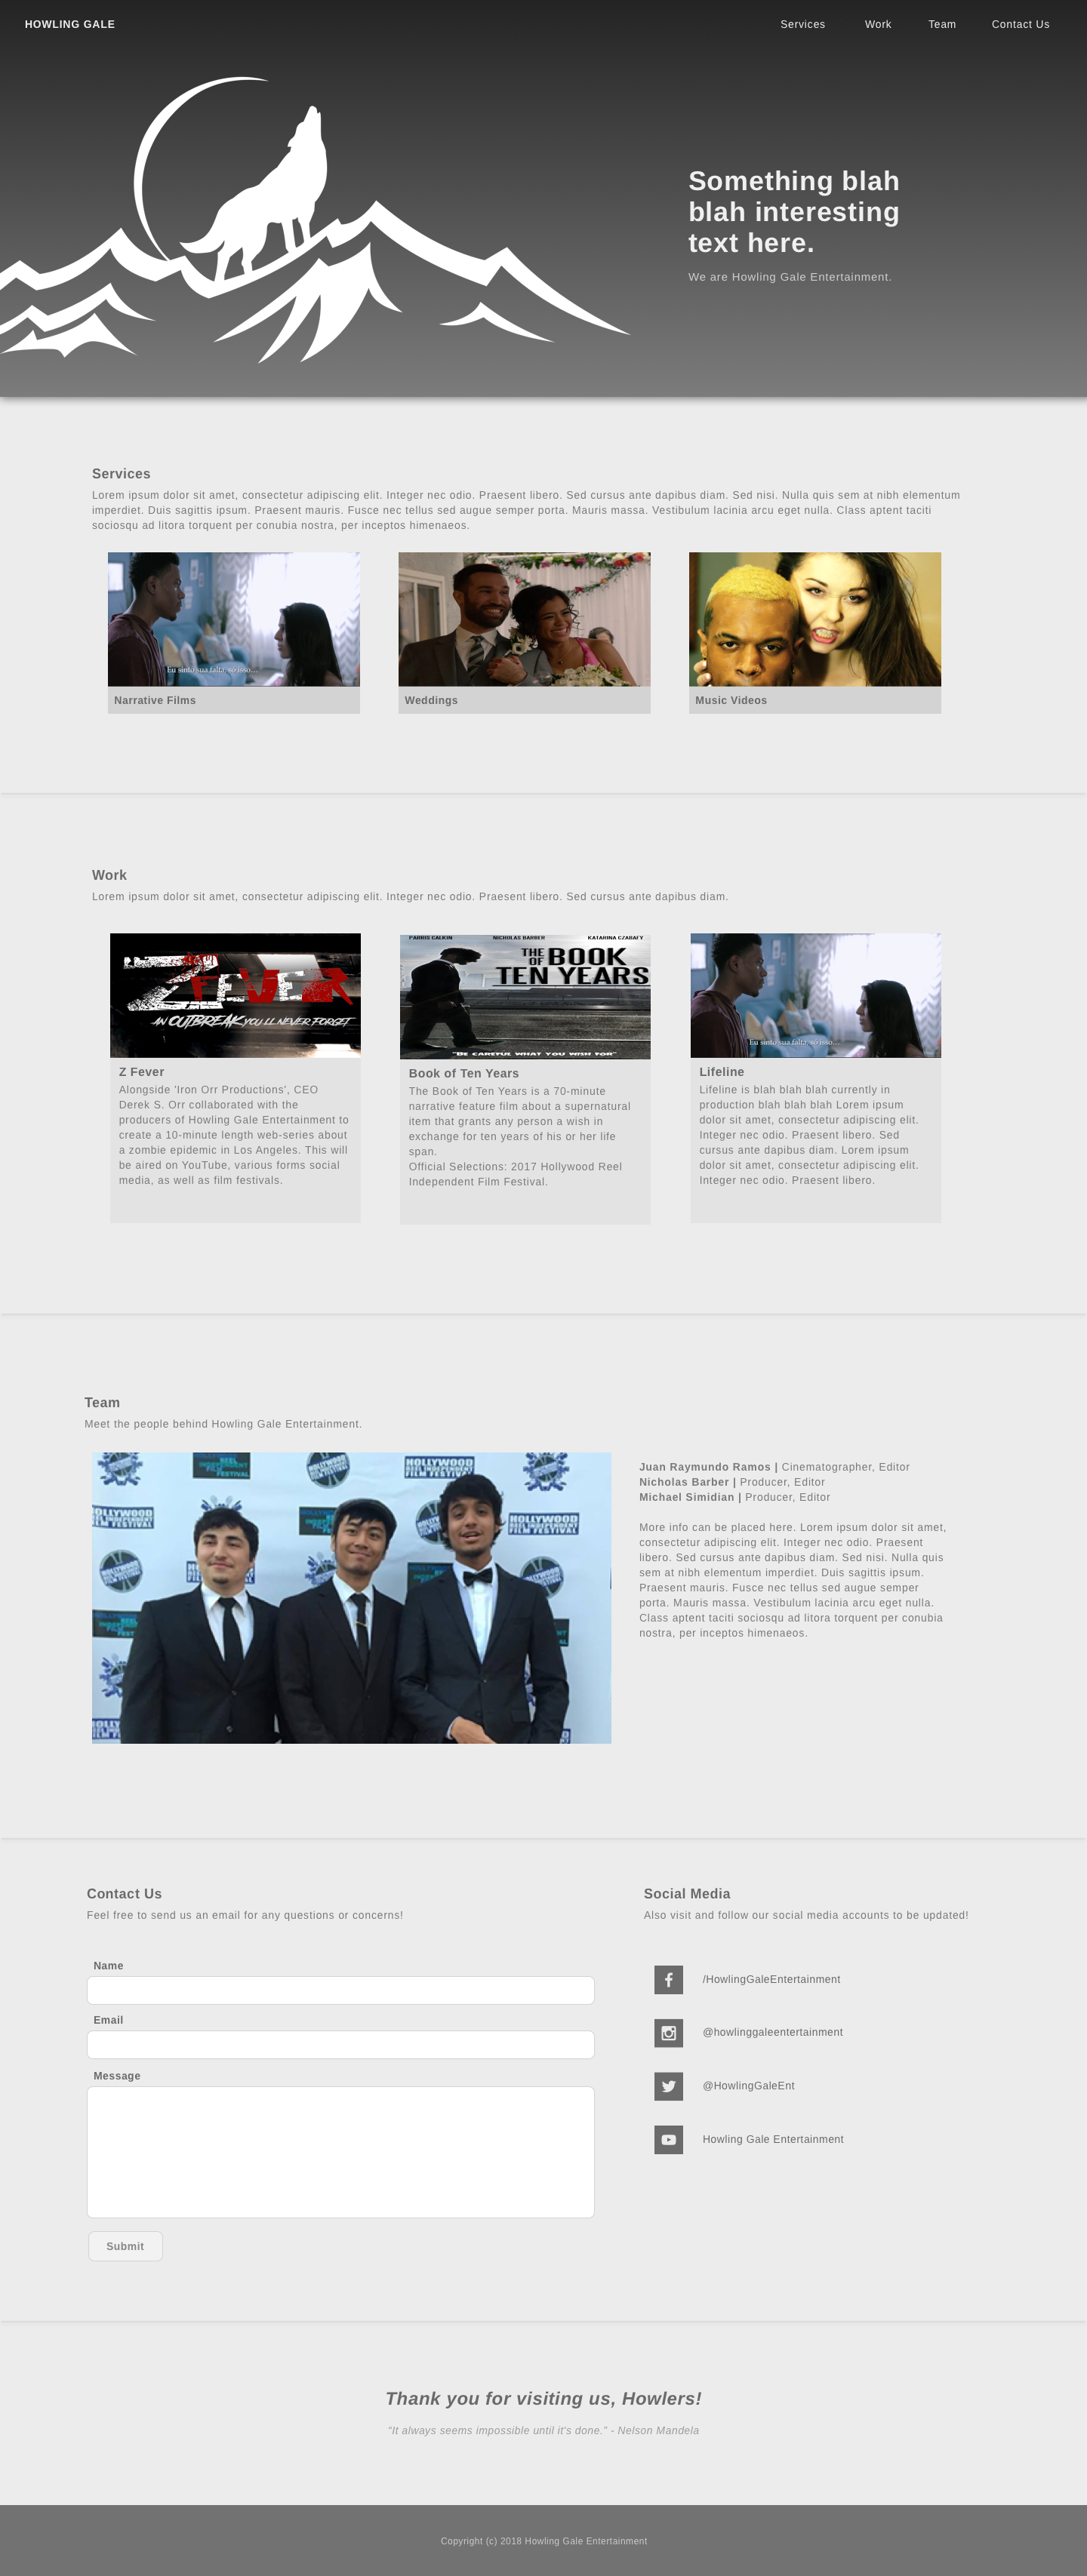 HOWLING GALE
Services Work Team Contact Us
Something blah
blah interesting
text here.
We are Howling Gale Entertainment.
Services
Lorem ipsum dolor sit amet, consectetur adipiscing elit. Integer nec odio. Praesent libero. Sed cursus ante dapibus diam. Sed nisi. Nulla quis sem at nibh elementum
imperdiet. Duis sagittis ipsum. Praesent mauris. Fusce nec tellus sed augue semper porta. Mauris massa. Vestibulum lacinia arcu eget nulla. Class aptent taciti
sociosqu ad litora torquent per conubia nostra, per inceptos himenaeos.
Eu sinto sua falta, só isso...
Narrative Films
Weddings
Music Videos
Work
Lorem ipsum dolor sit amet, consectetur adipiscing elit. Integer nec odio. Praesent libero. Sed cursus ante dapibus diam.
Z FEVER
AN OUTBREAK YOU'LL NEVER FORGET
Z Fever
Alongside 'Iron Orr Productions', CEO
Derek S. Orr collaborated with the
producers of Howling Gale Entertainment to
create a 10-minute length web-series about
a zombie epidemic in Los Angeles. This will
be aired on YouTube, various forms social
media, as well as film festivals.
PARRIS CALKIN NICHOLAS BARBER KATARINA CZABAFY
THE BOOK
OF TEN YEARS
"BE CAREFUL WHAT YOU WISH FOR"
Book of Ten Years
The Book of Ten Years is a 70-minute
narrative feature film about a supernatural
item that grants any person a wish in
exchange for ten years of his or her life
span.
Official Selections: 2017 Hollywood Reel
Independent Film Festival.
Eu sinto sua falta, só isso...
Lifeline
Lifeline is blah blah blah currently in
production blah blah blah Lorem ipsum
dolor sit amet, consectetur adipiscing elit.
Integer nec odio. Praesent libero. Sed
cursus ante dapibus diam. Lorem ipsum
dolor sit amet, consectetur adipiscing elit.
Integer nec odio. Praesent libero.
Team
Meet the people behind Howling Gale Entertainment.
HOLLYWOOD
REEL INDEPENDENT
FILM FESTIVAL
Juan Raymundo Ramos | Cinematographer, Editor
Nicholas Barber | Producer, Editor
Michael Simidian | Producer, Editor
More info can be placed here. Lorem ipsum dolor sit amet,
consectetur adipiscing elit. Integer nec odio. Praesent
libero. Sed cursus ante dapibus diam. Sed nisi. Nulla quis
sem at nibh elementum imperdiet. Duis sagittis ipsum.
Praesent mauris. Fusce nec tellus sed augue semper
porta. Mauris massa. Vestibulum lacinia arcu eget nulla.
Class aptent taciti sociosqu ad litora torquent per conubia
nostra, per inceptos himenaeos.
Contact Us
Feel free to send us an email for any questions or concerns!
Name
Email
Message
Submit
Social Media
Also visit and follow our social media accounts to be updated!
/HowlingGaleEntertainment
@howlinggaleentertainment
@HowlingGaleEnt
Howling Gale Entertainment
Thank you for visiting us, Howlers!
"It always seems impossible until it's done." - Nelson Mandela
Copyright (c) 2018 Howling Gale Entertainment